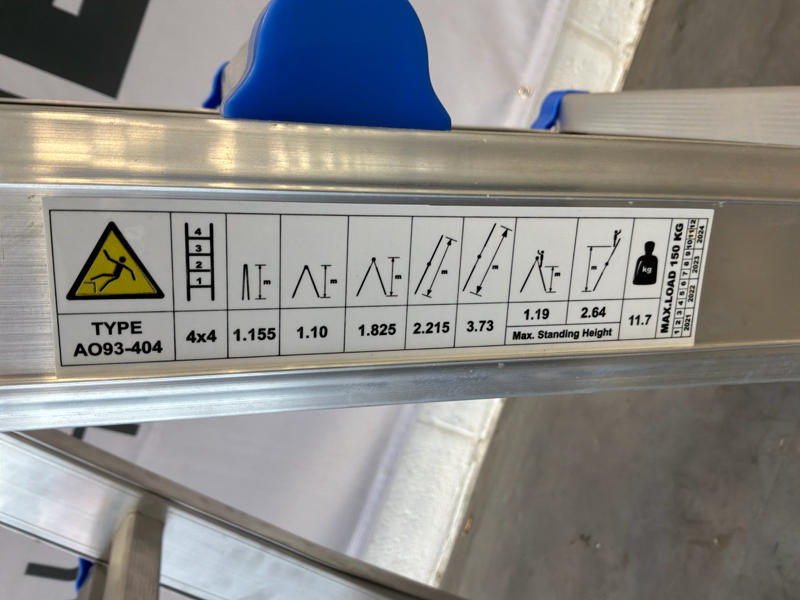 TYPE
AO93-404
4
3
2
1
4x4
m
1.155
m
1.10
m
1.825
m
2.215
m
3.73
m
1.19
m
2.64
Max. Standing Height
kg
11.7
MAX.LOAD 150 KG
1 2 3 4 5 6 7 8 9 10 11 12
2021 2022 2023 2024